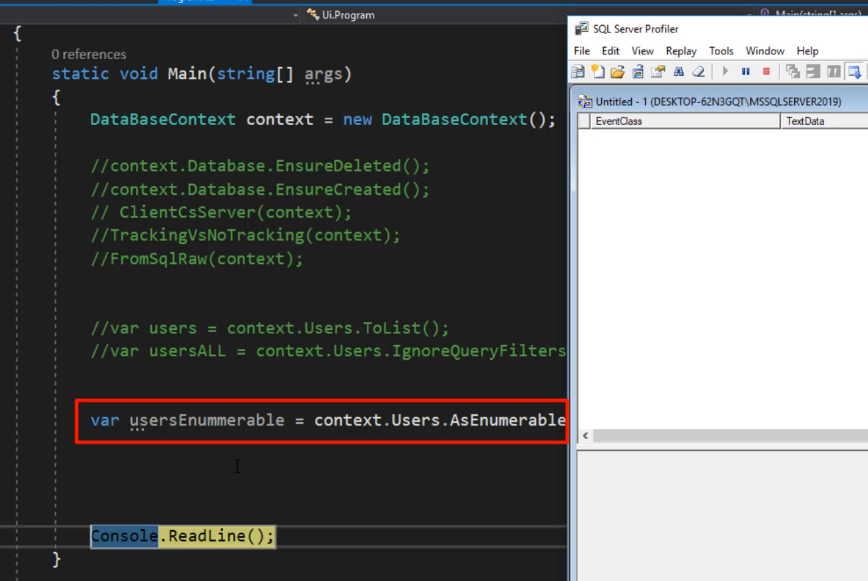 Ui.Program
Main(string[] args)
{
0 references
static void Main(string[] args)
{
DataBaseContext context = new DataBaseContext();
//context.Database.EnsureDeleted();
//context.Database.EnsureCreated();
// ClientCsServer(context);
//TrackingVsNoTracking(context);
//FromSqlRaw(context);
//var users = context.Users.ToList();
//var usersALL = context.Users.IgnoreQueryFilters
var usersEnummerable = context.Users.AsEnumerable
Console.ReadLine();
}
SQL Server Profiler
File Edit View Replay Tools Window Help
Untitled - 1 (DESKTOP-62N3GQT\MSSQLSERVER2019)
EventClass TextData